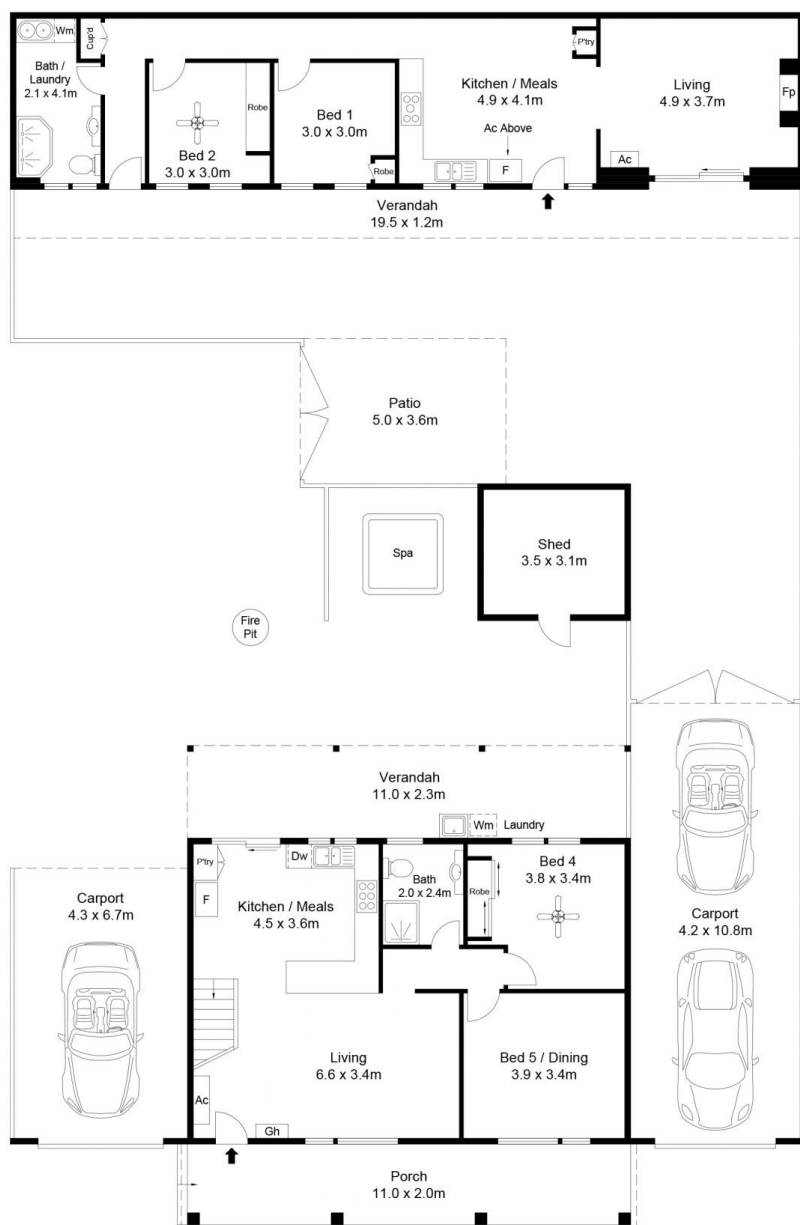 Wm
Cup'd
Bath /
Laundry
2.1 x 4.1m
Bed 2
3.0 x 3.0m
Robe
Bed 1
3.0 x 3.0m
Robe
Kitchen / Meals
4.9 x 4.1m
P'try
Ac Above
F
Living
4.9 x 3.7m
Fp
Ac
Verandah
19.5 x 1.2m
Patio
5.0 x 3.6m
Spa
Shed
3.5 x 3.1m
Fire
Pit
Verandah
11.0 x 2.3m
Wm
Laundry
Carport
4.3 x 6.7m
P'try
F
Dw
Kitchen / Meals
4.5 x 3.6m
Bath
2.0 x 2.4m
Robe
Bed 4
3.8 x 3.4m
Carport
4.2 x 10.8m
Living
6.6 x 3.4m
Bed 5 / Dining
3.9 x 3.4m
Ac
Gh
Porch
11.0 x 2.0m